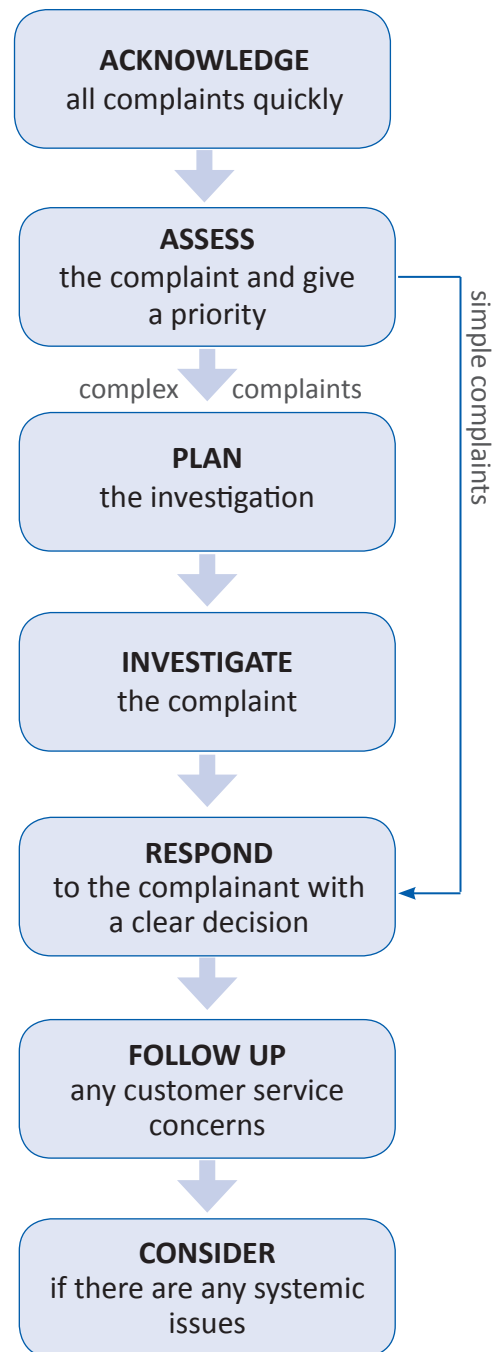 ACKNOWLEDGE
all complaints quickly
ASSESS
the complaint and give
a priority
simple complaints
complex complaints
PLAN
the investigation
INVESTIGATE
the complaint
RESPOND
to the complainant with
a clear decision
FOLLOW UP
any customer service
concerns
CONSIDER
if there are any systemic
issues